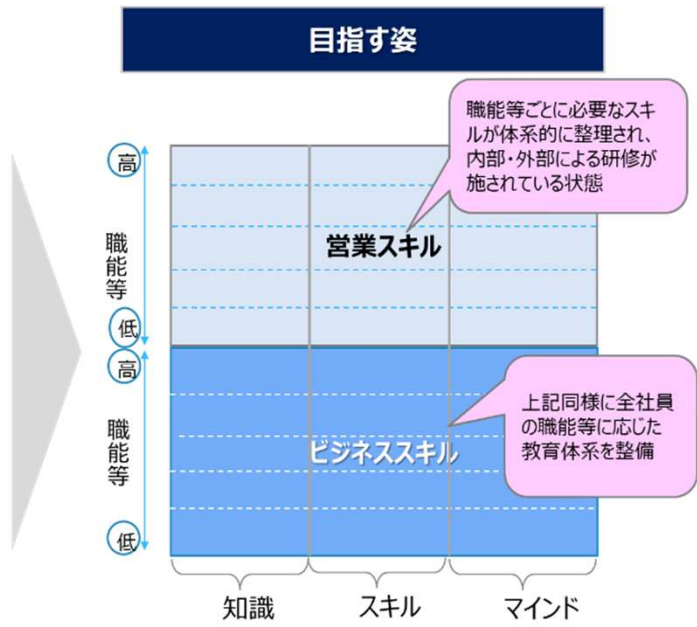 目指す姿
職能等ごとに必要なスキ
ルが体系的に整理され、
内部・外部による研修が
施されている状態
高
職能等
営業スキル
低
高
上記同様に全社員
の職能等に応じた
教育体系を整備
職能等
ビジネススキル
低
知識
スキル
マインド